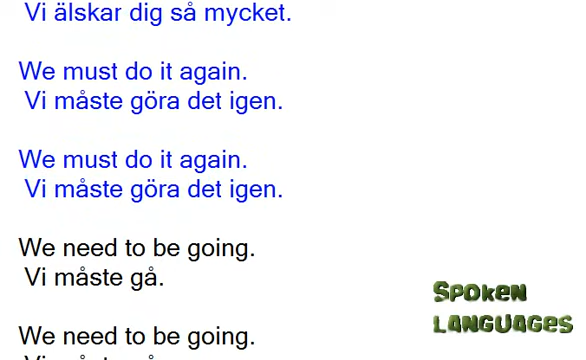 Vi älskar dig så mycket.
We must do it again.
Vi måste göra det igen.
We must do it again.
Vi måste göra det igen.
We need to be going.
Vi måste gå.
We need to be going.
Spoken
Languages